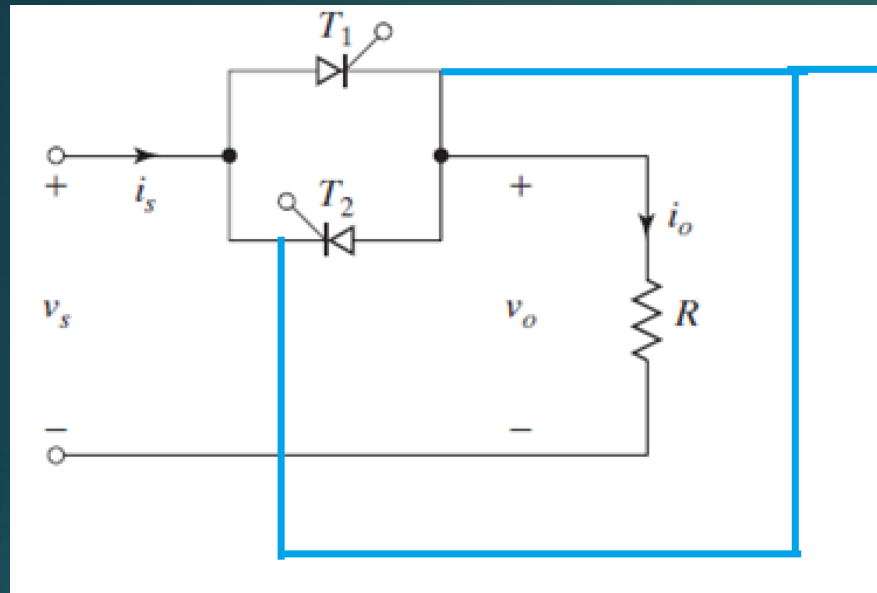 T₁
+ iₛ T₂ + iₒ
vₛ vₒ R
− −